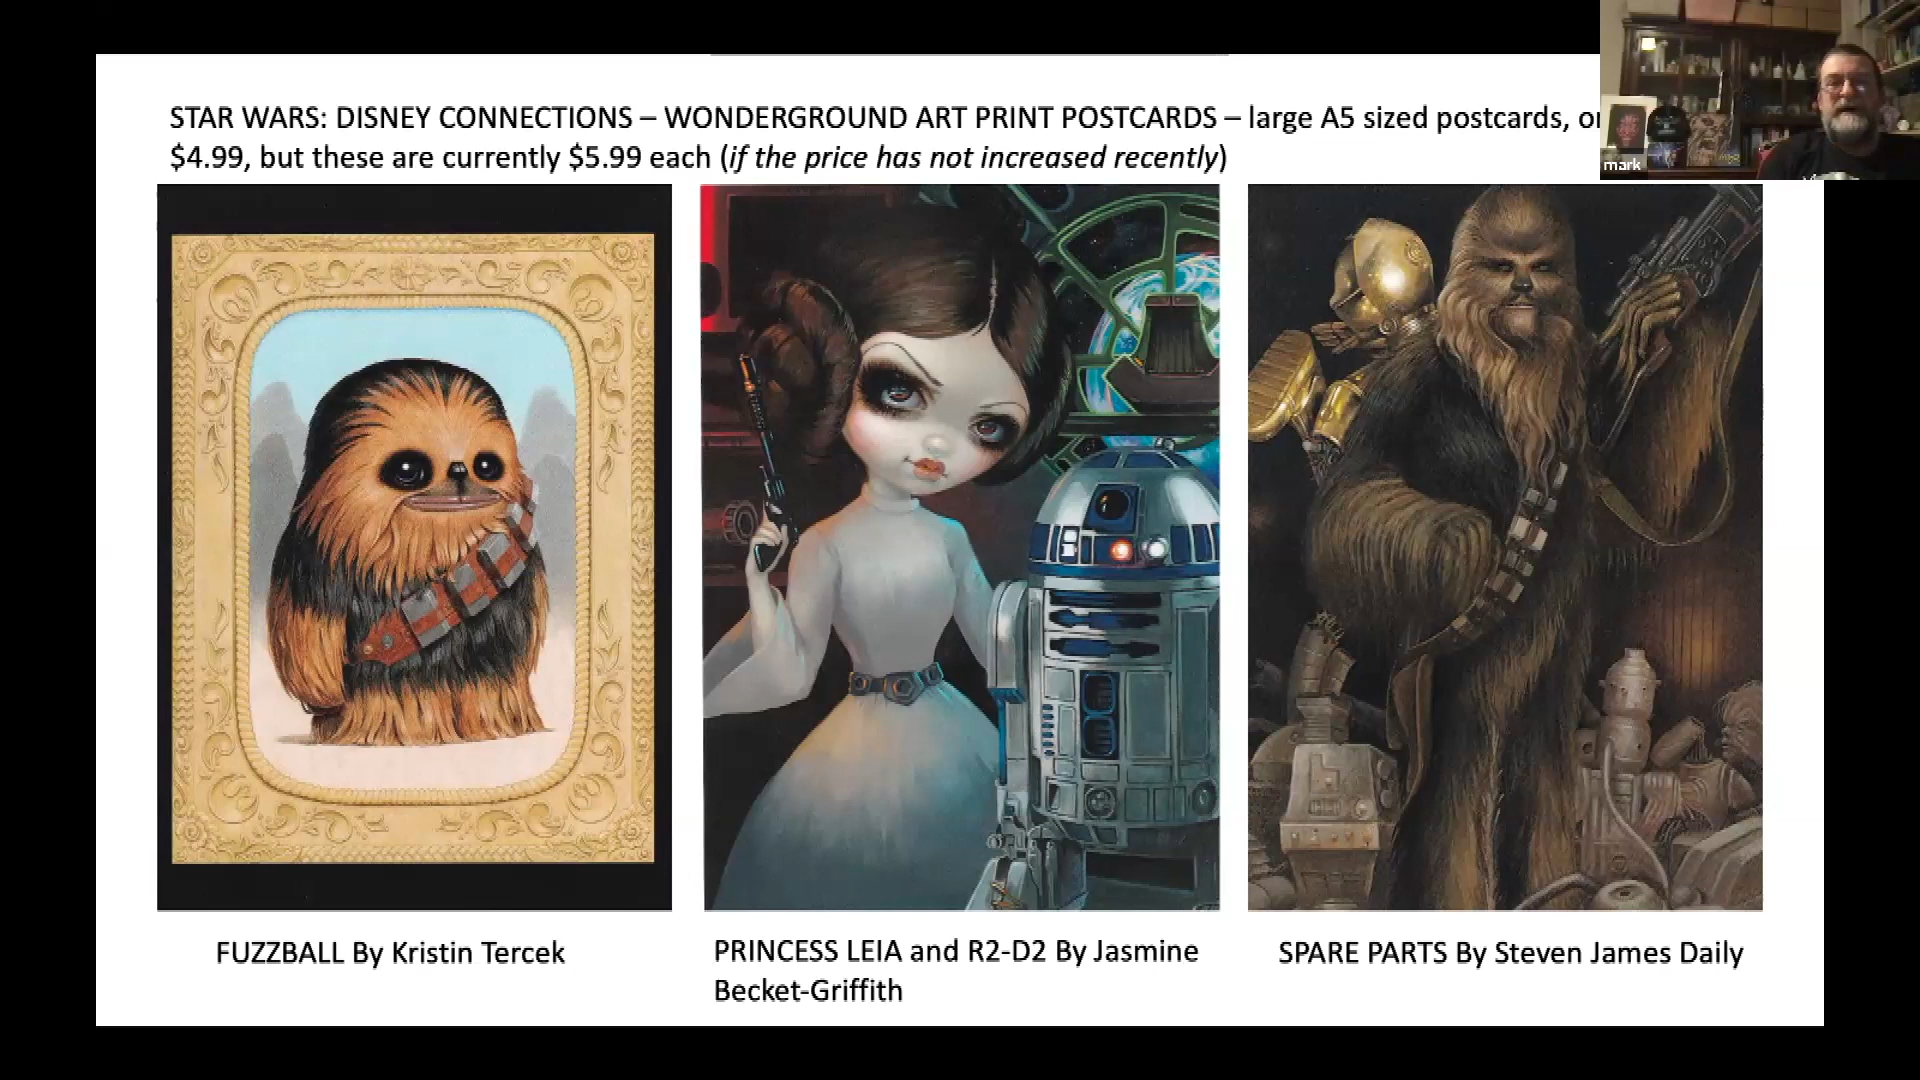 STAR WARS: DISNEY CONNECTIONS – WONDERGROUND ART PRINT POSTCARDS – large A5 sized postcards,
$4.99, but these are currently $5.99 each (if the price has not increased recently)
mark
FUZZBALL By Kristin Tercek
PRINCESS LEIA and R2-D2 By Jasmine
Becket-Griffith
SPARE PARTS By Steven James Daily